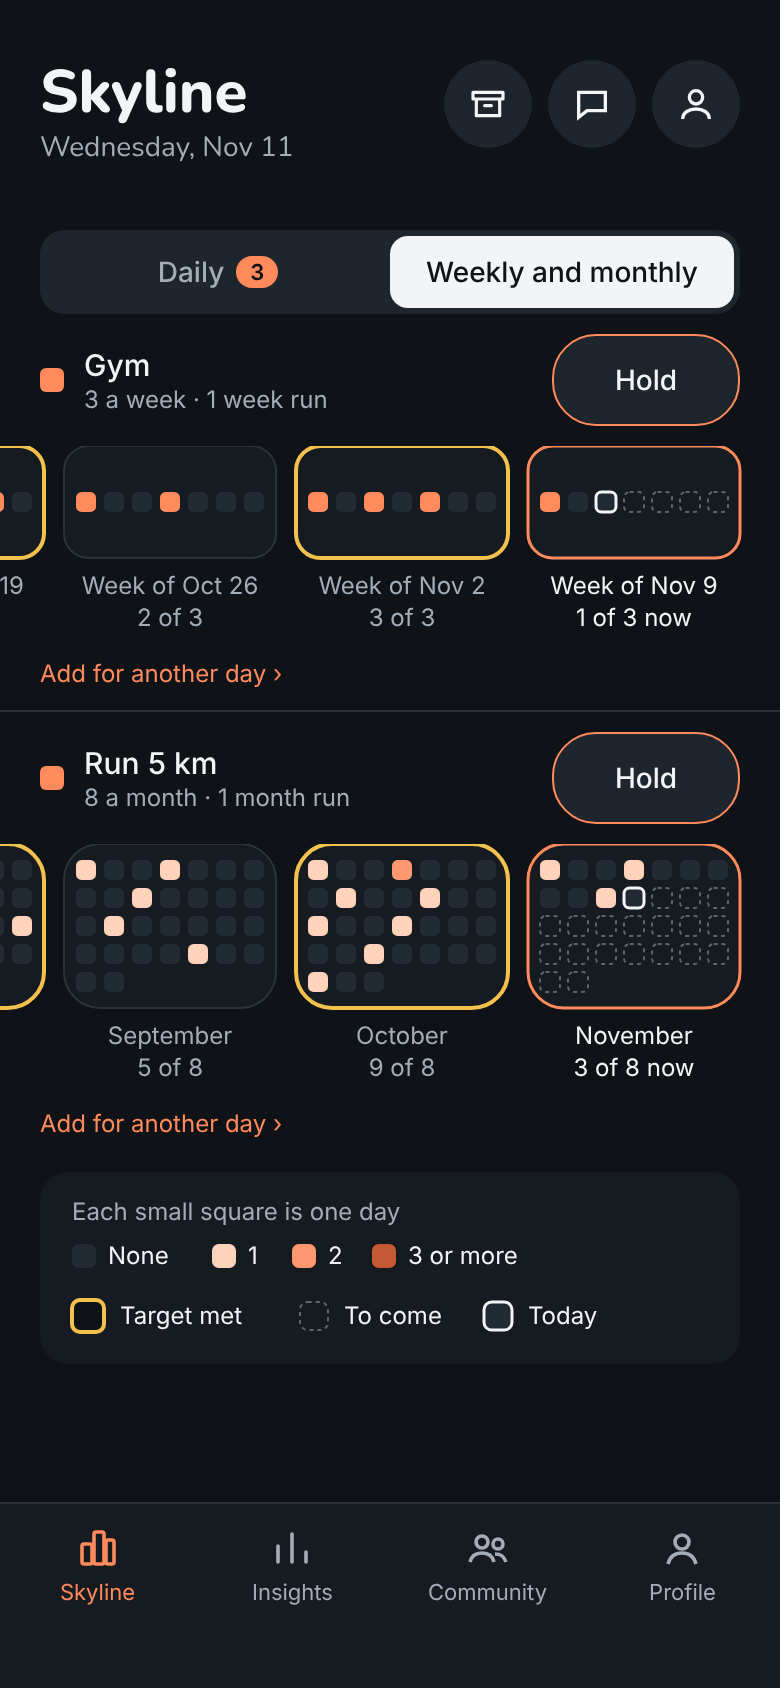 Skyline
Wednesday, Nov 11
Daily 3
Weekly and monthly
Gym
3 a week · 1 week run
Hold
19
Week of Oct 26
2 of 3
Week of Nov 2
3 of 3
Week of Nov 9
1 of 3 now
Add for another day ›
Run 5 km
8 a month · 1 month run
Hold
September
5 of 8
October
9 of 8
November
3 of 8 now
Add for another day ›
Each small square is one day
None 1 2 3 or more
Target met To come Today
Skyline Insights Community Profile